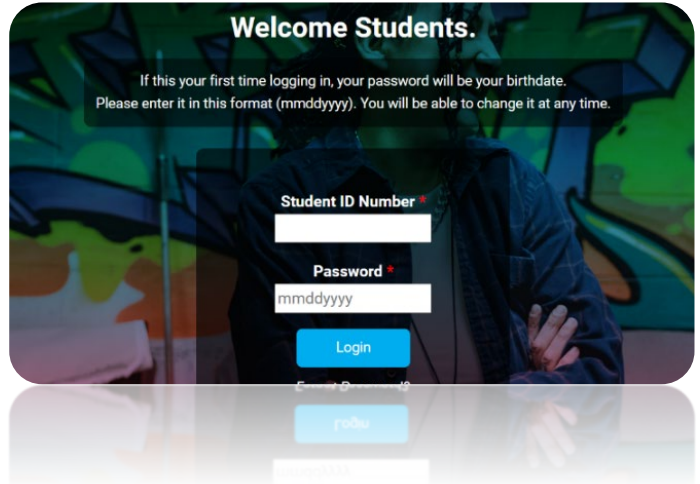 Welcome Students.
If this your first time logging in, your password will be your birthdate.
Please enter it in this format (mmddyyyy). You will be able to change it at any time.
Student ID Number *
Password *
mmddyyyy
Login